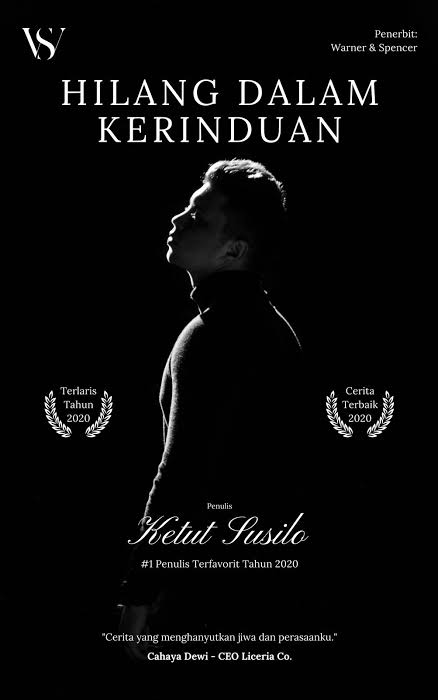 WS
Penerbit:
Warner & Spencer
HILANG DALAM
KERINDUAN
Terlaris
Tahun
2020
Cerita
Terbaik
2020
Penulis
Ketut Susilo
#1 Penulis Terfavorit Tahun 2020
"Cerita yang menghanyutkan jiwa dan perasaanku."
Cahaya Dewi - CEO Liceria Co.